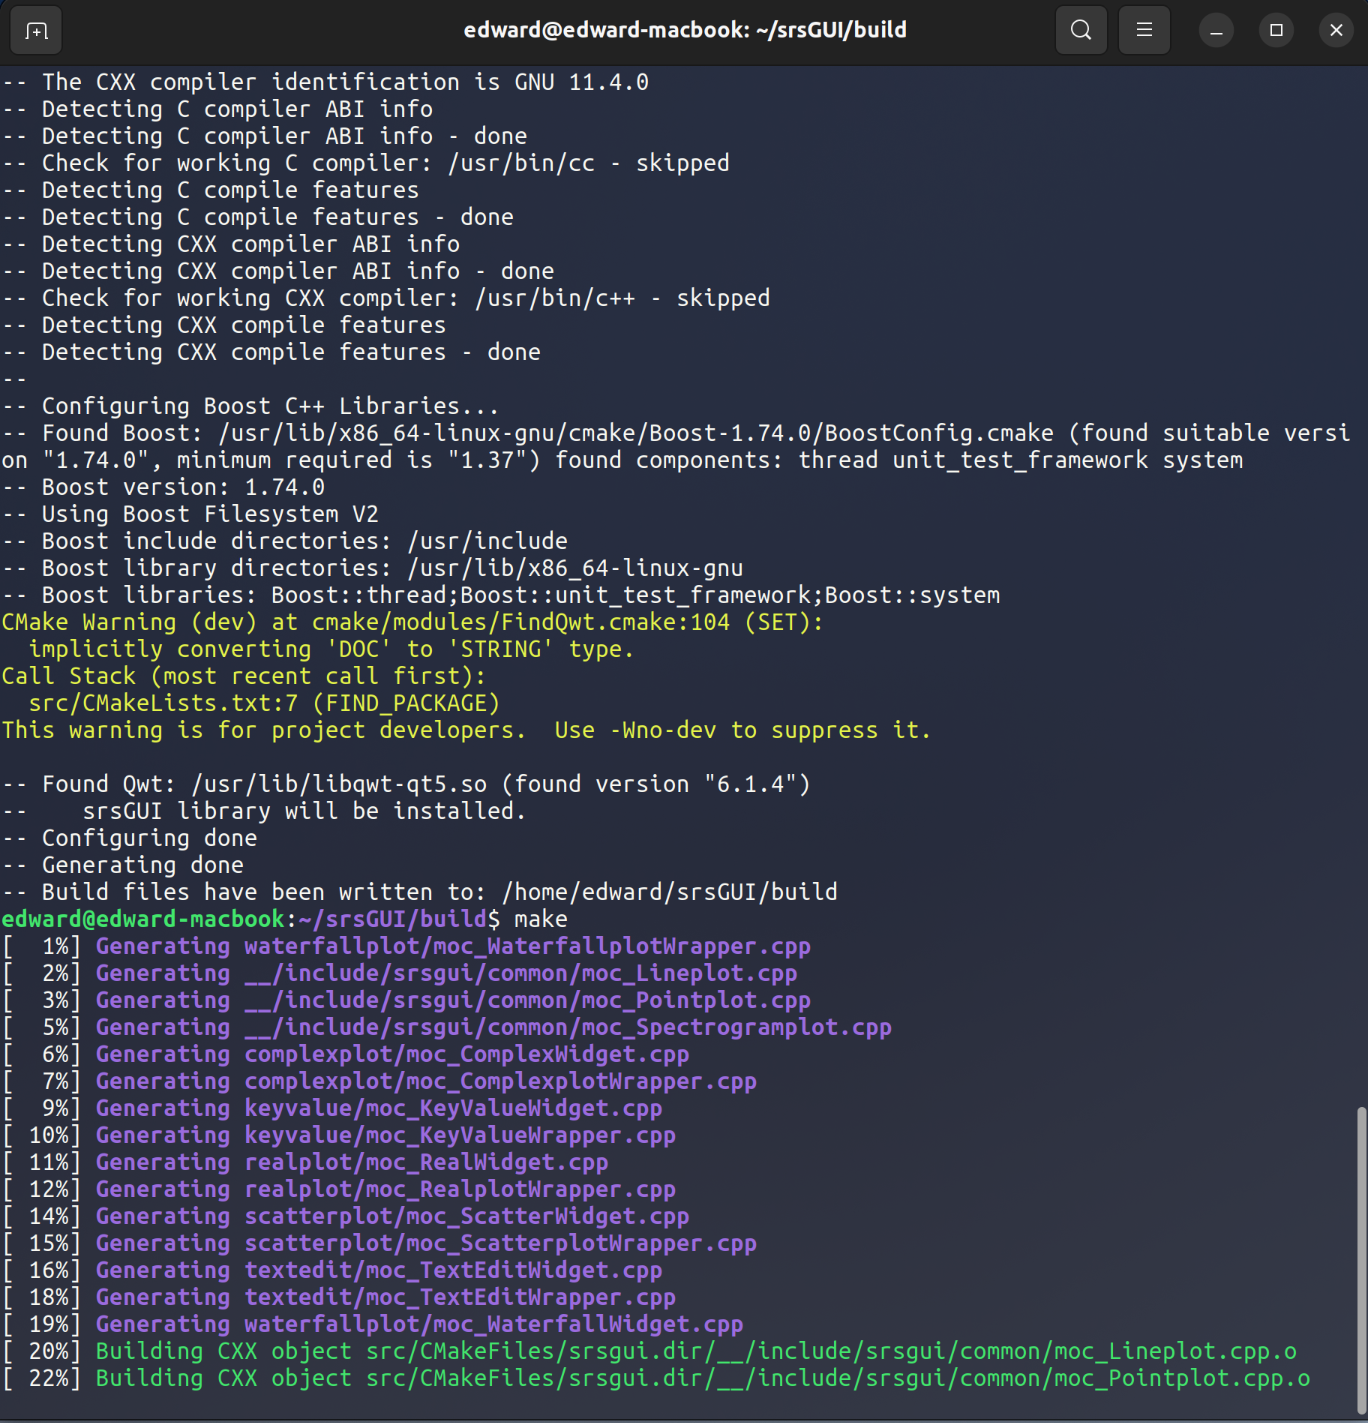 edward@edward-macbook: ~/srsGUI/build
-- The CXX compiler identification is GNU 11.4.0
-- Detecting C compiler ABI info
-- Detecting C compiler ABI info - done
-- Check for working C compiler: /usr/bin/cc - skipped
-- Detecting C compile features
-- Detecting C compile features - done
-- Detecting CXX compiler ABI info
-- Detecting CXX compiler ABI info - done
-- Check for working CXX compiler: /usr/bin/c++ - skipped
-- Detecting CXX compile features
-- Detecting CXX compile features - done
--
-- Configuring Boost C++ Libraries...
-- Found Boost: /usr/lib/x86_64-linux-gnu/cmake/Boost-1.74.0/BoostConfig.cmake (found suitable versi
on "1.74.0", minimum required is "1.37") found components: thread unit_test_framework system
-- Boost version: 1.74.0
-- Using Boost Filesystem V2
-- Boost include directories: /usr/include
-- Boost library directories: /usr/lib/x86_64-linux-gnu
-- Boost libraries: Boost::thread;Boost::unit_test_framework;Boost::system
CMake Warning (dev) at cmake/modules/FindQwt.cmake:104 (SET):
  implicitly converting 'DOC' to 'STRING' type.
Call Stack (most recent call first):
  src/CMakeLists.txt:7 (FIND_PACKAGE)
This warning is for project developers.  Use -Wno-dev to suppress it.

-- Found Qwt: /usr/lib/libqwt-qt5.so (found version "6.1.4")
--    srsGUI library will be installed.
-- Configuring done
-- Generating done
-- Build files have been written to: /home/edward/srsGUI/build
edward@edward-macbook:~/srsGUI/build$ make
[  1%] Generating waterfallplot/moc_WaterfallplotWrapper.cpp
[  2%] Generating __/include/srsgui/common/moc_Lineplot.cpp
[  3%] Generating __/include/srsgui/common/moc_Pointplot.cpp
[  5%] Generating __/include/srsgui/common/moc_Spectrogramplot.cpp
[  6%] Generating complexplot/moc_ComplexWidget.cpp
[  7%] Generating complexplot/moc_ComplexplotWrapper.cpp
[  9%] Generating keyvalue/moc_KeyValueWidget.cpp
[ 10%] Generating keyvalue/moc_KeyValueWrapper.cpp
[ 11%] Generating realplot/moc_RealWidget.cpp
[ 12%] Generating realplot/moc_RealplotWrapper.cpp
[ 14%] Generating scatterplot/moc_ScatterWidget.cpp
[ 15%] Generating scatterplot/moc_ScatterplotWrapper.cpp
[ 16%] Generating textedit/moc_TextEditWidget.cpp
[ 18%] Generating textedit/moc_TextEditWrapper.cpp
[ 19%] Generating waterfallplot/moc_WaterfallWidget.cpp
[ 20%] Building CXX object src/CMakeFiles/srsgui.dir/__/include/srsgui/common/moc_Lineplot.cpp.o
[ 22%] Building CXX object src/CMakeFiles/srsgui.dir/__/include/srsgui/common/moc_Pointplot.cpp.o